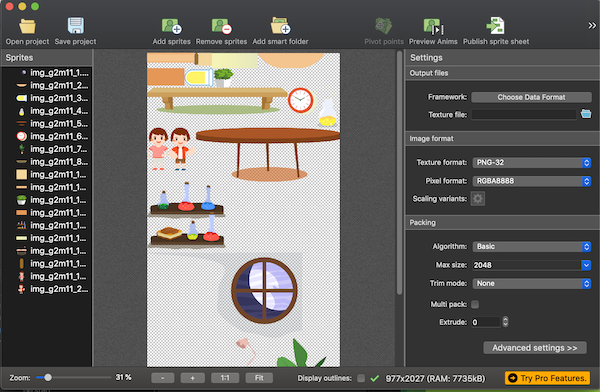 Open project
Save project
Add sprites
Remove sprites
Add smart folder
Pivot points
Preview Anims
Publish sprite sheet
>>
Sprites
img_g2m11_1....
img_g2m11_2...
img_g2m11_3...
img_g2m11_4...
img_g2m11_5...
img_g2m11_6...
img_g2m11_7...
img_g2m11_8...
img_g2m11_1...
img_g2m11_1...
img_g2m11_1...
img_g2m11_1...
img_g2m11_1...
img_g2m11_1...
img_g2m11_1...
img_g2m11_1...
img_g2m11_2...
Settings
Output files
Framework: Choose Data Format
Texture file:
Image format
Texture format: PNG-32
Pixel format: RGBA8888
Scaling variants:
Packing
Algorithm: Basic
Max size: 2048
Trim mode: None
Multi pack:
Extrude: 0
Advanced settings >>
Zoom: 31 % - + 1:1 Fit Display outlines: 977x2027 (RAM: 7735kB) Try Pro Features.